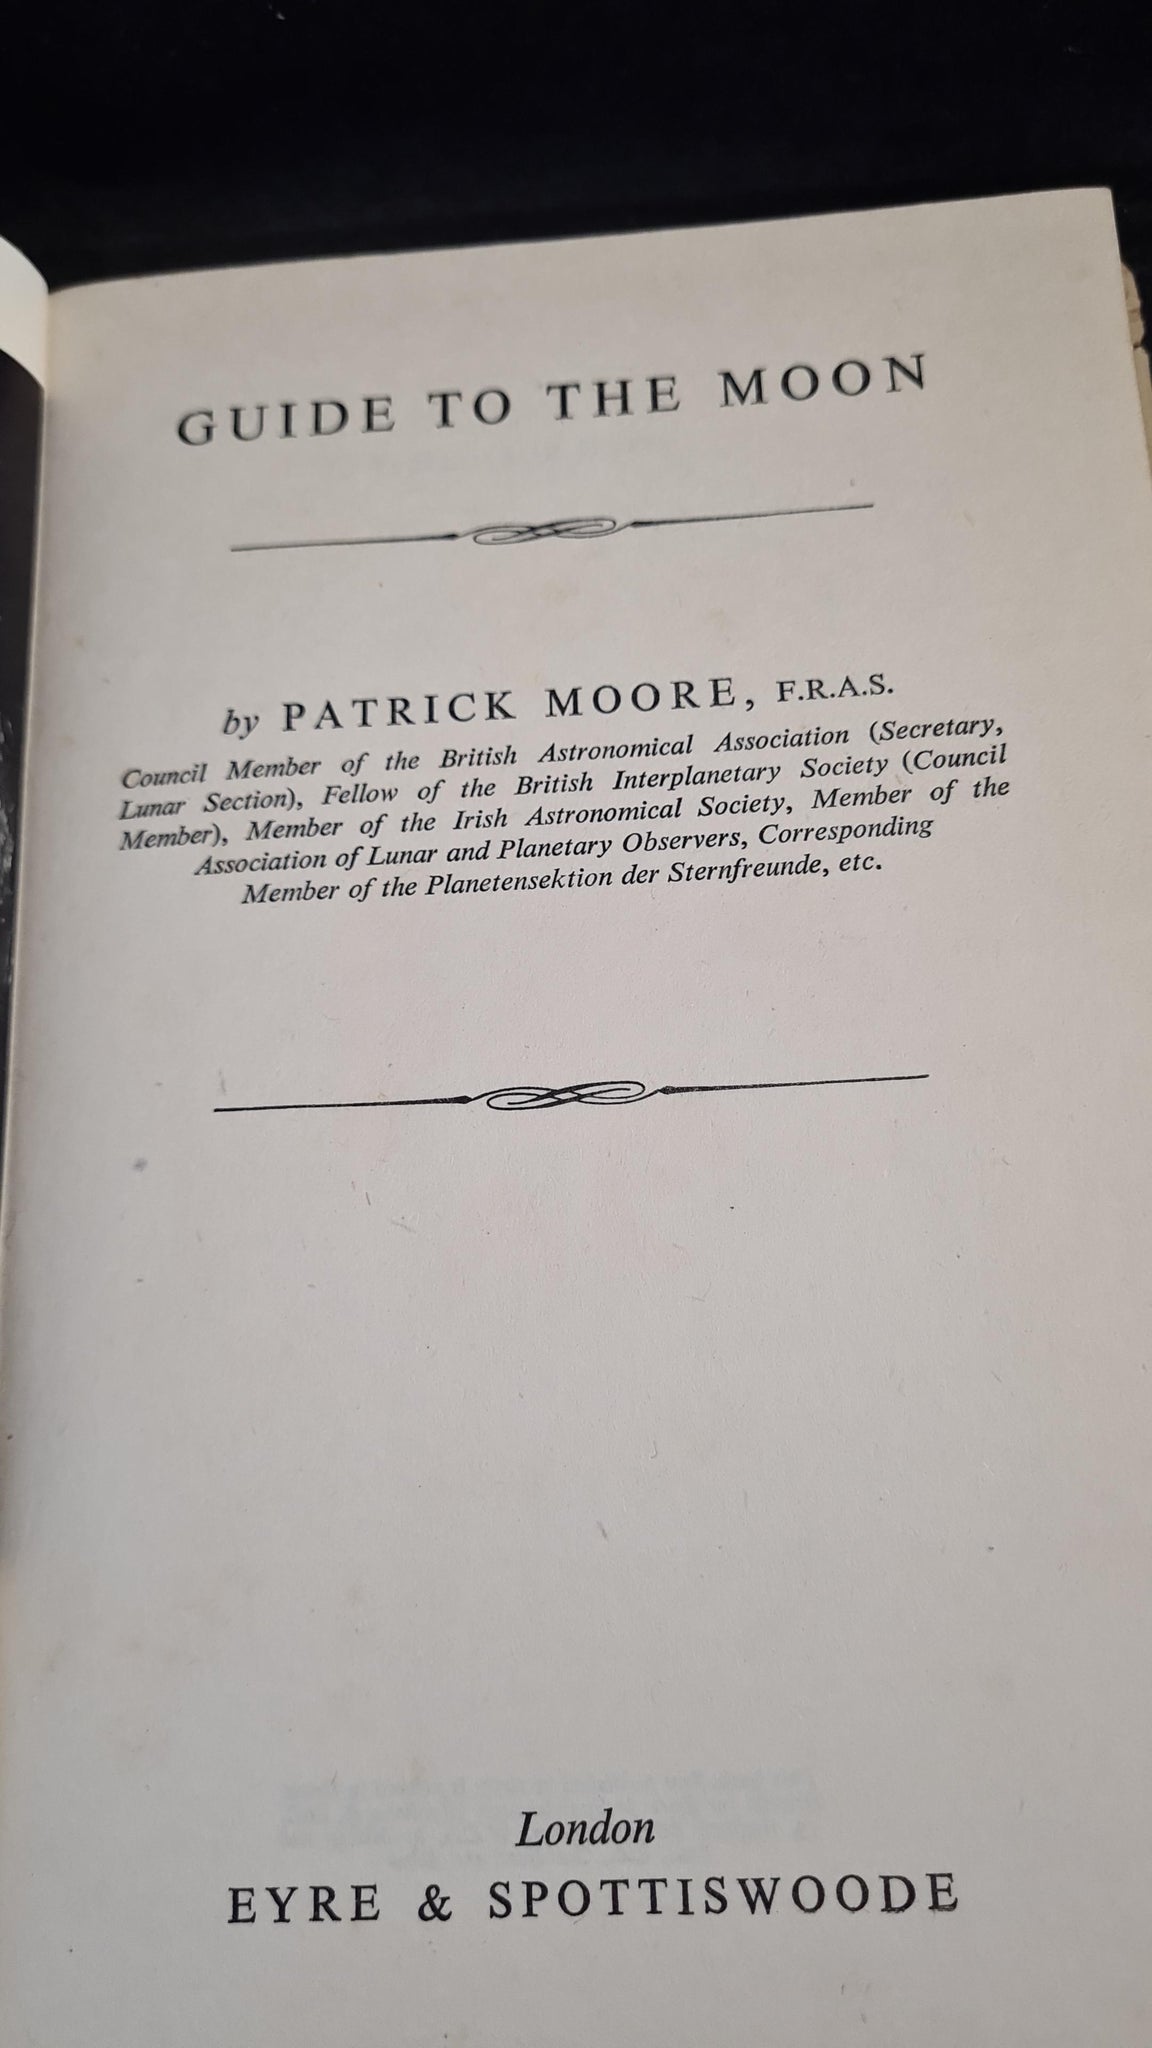 GUIDE TO THE MOON
by PATRICK MOORE, F.R.A.S.
Council Member of the British Astronomical Association (Secretary,
Lunar Section), Fellow of the British Interplanetary Society (Council
Member), Member of the Irish Astronomical Society, Member of the
Association of Lunar and Planetary Observers, Corresponding
Member of the Planetensektion der Sternfreunde, etc.
London
EYRE & SPOTTISWOODE